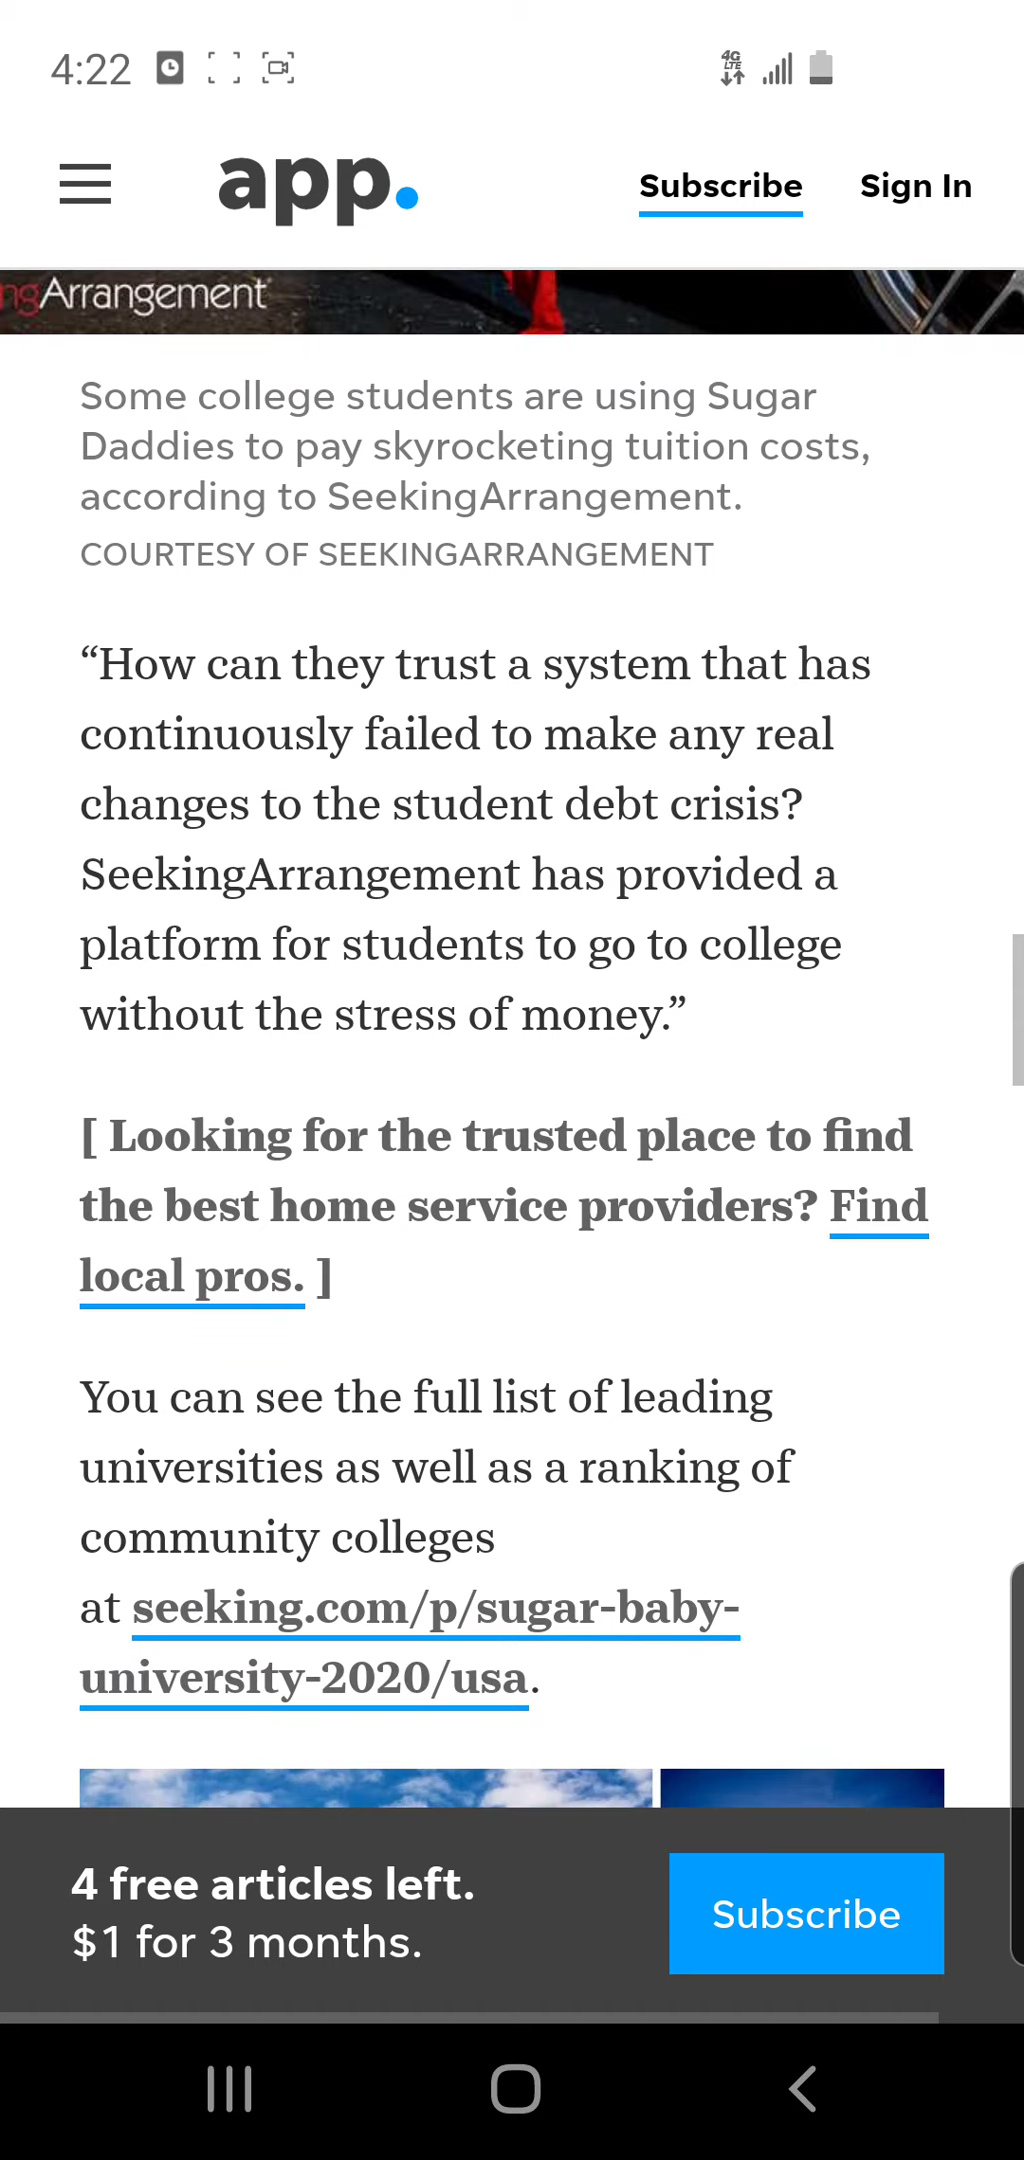 4:22
4G
LTE
app.
Subscribe
Sign In
ngArrangement
Some college students are using Sugar
Daddies to pay skyrocketing tuition costs,
according to SeekingArrangement.
COURTESY OF SEEKINGARRANGEMENT
“How can they trust a system that has
continuously failed to make any real
changes to the student debt crisis?
SeekingArrangement has provided a
platform for students to go to college
without the stress of money.”
[ Looking for the trusted place to find
the best home service providers? Find
local pros. ]
You can see the full list of leading
universities as well as a ranking of
community colleges
at seeking.com/p/sugar-baby-
university-2020/usa.
4 free articles left.
$1 for 3 months.
Subscribe